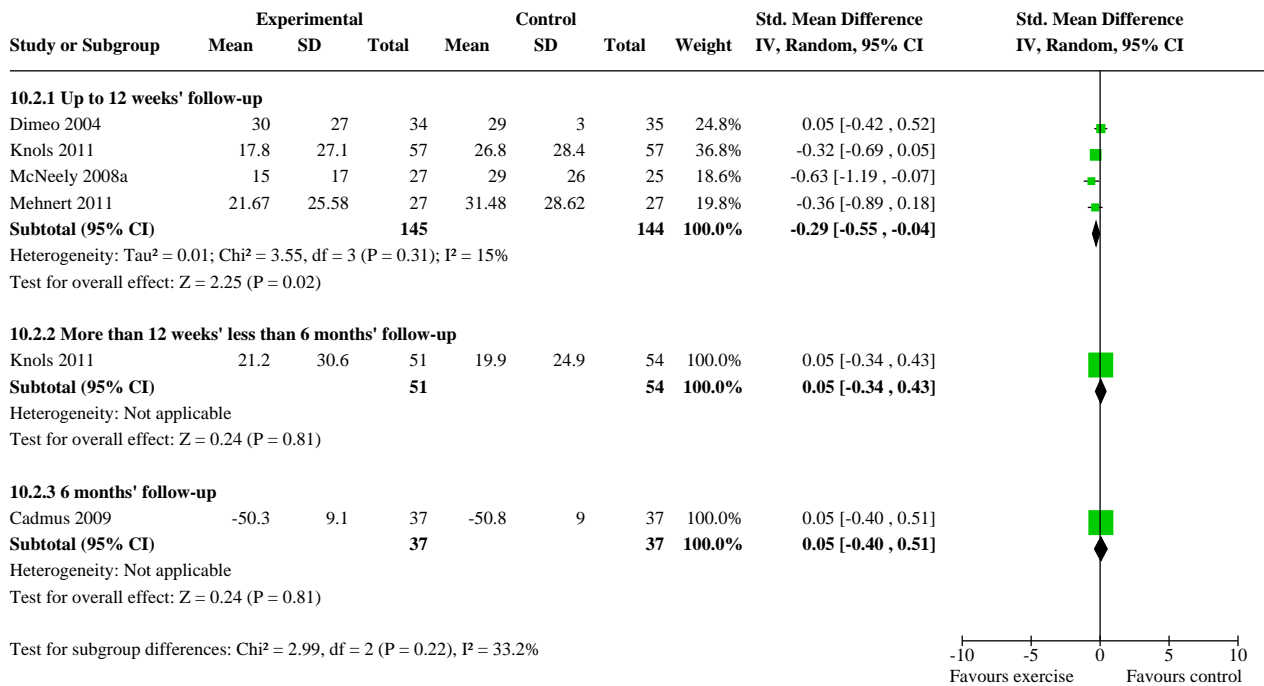 Experimental Control Std. Mean Difference Std. Mean Difference
Study or Subgroup Mean SD Total Mean SD Total Weight IV, Random, 95% CI IV, Random, 95% CI
10.2.1 Up to 12 weeks' follow-up
Dimeo 2004 30 27 34 29 3 35 24.8% 0.05 [-0.42 , 0.52]
Knols 2011 17.8 27.1 57 26.8 28.4 57 36.8% -0.32 [-0.69 , 0.05]
McNeely 2008a 15 17 27 29 26 25 18.6% -0.63 [-1.19 , -0.07]
Mehnert 2011 21.67 25.58 27 31.48 28.62 27 19.8% -0.36 [-0.89 , 0.18]
Subtotal (95% CI) 145 144 100.0% -0.29 [-0.55 , -0.04]
Heterogeneity: Tau² = 0.01; Chi² = 3.55, df = 3 (P = 0.31); I² = 15%
Test for overall effect: Z = 2.25 (P = 0.02)
10.2.2 More than 12 weeks' less than 6 months' follow-up
Knols 2011 21.2 30.6 51 19.9 24.9 54 100.0% 0.05 [-0.34 , 0.43]
Subtotal (95% CI) 51 54 100.0% 0.05 [-0.34 , 0.43]
Heterogeneity: Not applicable
Test for overall effect: Z = 0.24 (P = 0.81)
10.2.3 6 months' follow-up
Cadmus 2009 -50.3 9.1 37 -50.8 9 37 100.0% 0.05 [-0.40 , 0.51]
Subtotal (95% CI) 37 37 100.0% 0.05 [-0.40 , 0.51]
Heterogeneity: Not applicable
Test for overall effect: Z = 0.24 (P = 0.81)
Test for subgroup differences: Chi² = 2.99, df = 2 (P = 0.22), I² = 33.2%
-10 -5 0 5 10
Favours exercise Favours control